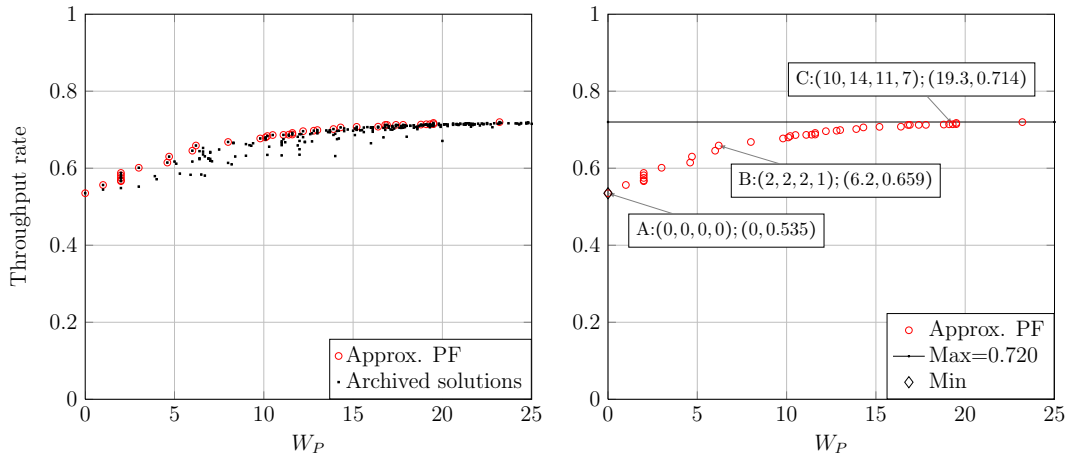 1
0.8
0.6
0.4
0.2
0
Throughput rate
0 5 10 15 20 25
W_P
Approx. PF
Archived solutions
1
0.8
0.6
0.4
0.2
0
C:(10, 14, 11, 7); (19.3, 0.714)
B:(2, 2, 2, 1); (6.2, 0.659)
A:(0, 0, 0, 0); (0, 0.535)
Approx. PF
Max=0.720
Min
0 5 10 15 20 25
W_P